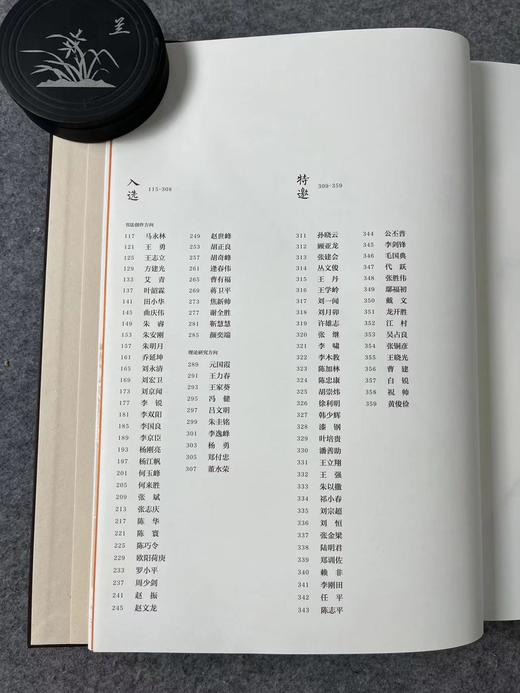 兰
入选
115-308
书法创作方向
117 马永林
121 王勇
125 王志立
129 方建光
133 艾青
137 叶韶霖
141 田小华
145 曲庆伟
149 朱睿
153 朱安刚
157 朱明月
161 乔延坤
165 刘永清
169 刘宏卫
173 刘京闻
177 李锐
181 李双阳
185 李国良
189 李京臣
193 杨刚亮
197 杨江帆
201 何玉峰
205 何来胜
209 张斌
213 张志庆
217 陈华
221 陈寰
225 陈巧令
229 欧阳荷庚
233 罗小平
237 周少剑
241 赵振
245 赵文龙
249 赵世峰
253 胡正良
257 胡奇峰
261 逄春伟
265 曹有福
269 蒋卫平
273 焦新帅
277 谢全胜
281 靳慧慧
285 颜奕端
理论研究方向
289 元国霞
291 王力春
293 王家葵
295 冯健
297 吕文明
299 朱圭铭
301 李逸峰
303 杨勇
305 郑付忠
307 董水荣
特邀
309-359
311 孙晓云
312 顾亚龙
313 张建会
314 丛文俊
315 王丹
316 王学岭
317 刘一闻
318 刘月卯
319 许雄志
320 张继
321 李啸
322 李木教
323 陈加林
324 陈忠康
325 胡崇炜
326 徐利明
327 韩少辉
328 漆钢
329 叶培贵
330 潘善助
331 王立翔
332 王强
333 朱以撒
334 祁小春
335 刘宗超
336 刘恒
337 张金梁
338 陆明君
339 郑训佐
340 赖非
341 李刚田
342 任平
343 陈志平
344 公丕普
345 李剑锋
346 毛国典
347 代跃
348 张胜伟
349 鄢福初
350 戴文
351 龙开胜
352 江村
353 吴占良
354 张铜彦
355 王晓光
356 曹建
357 白锐
358 祝帅
359 黄俊俭